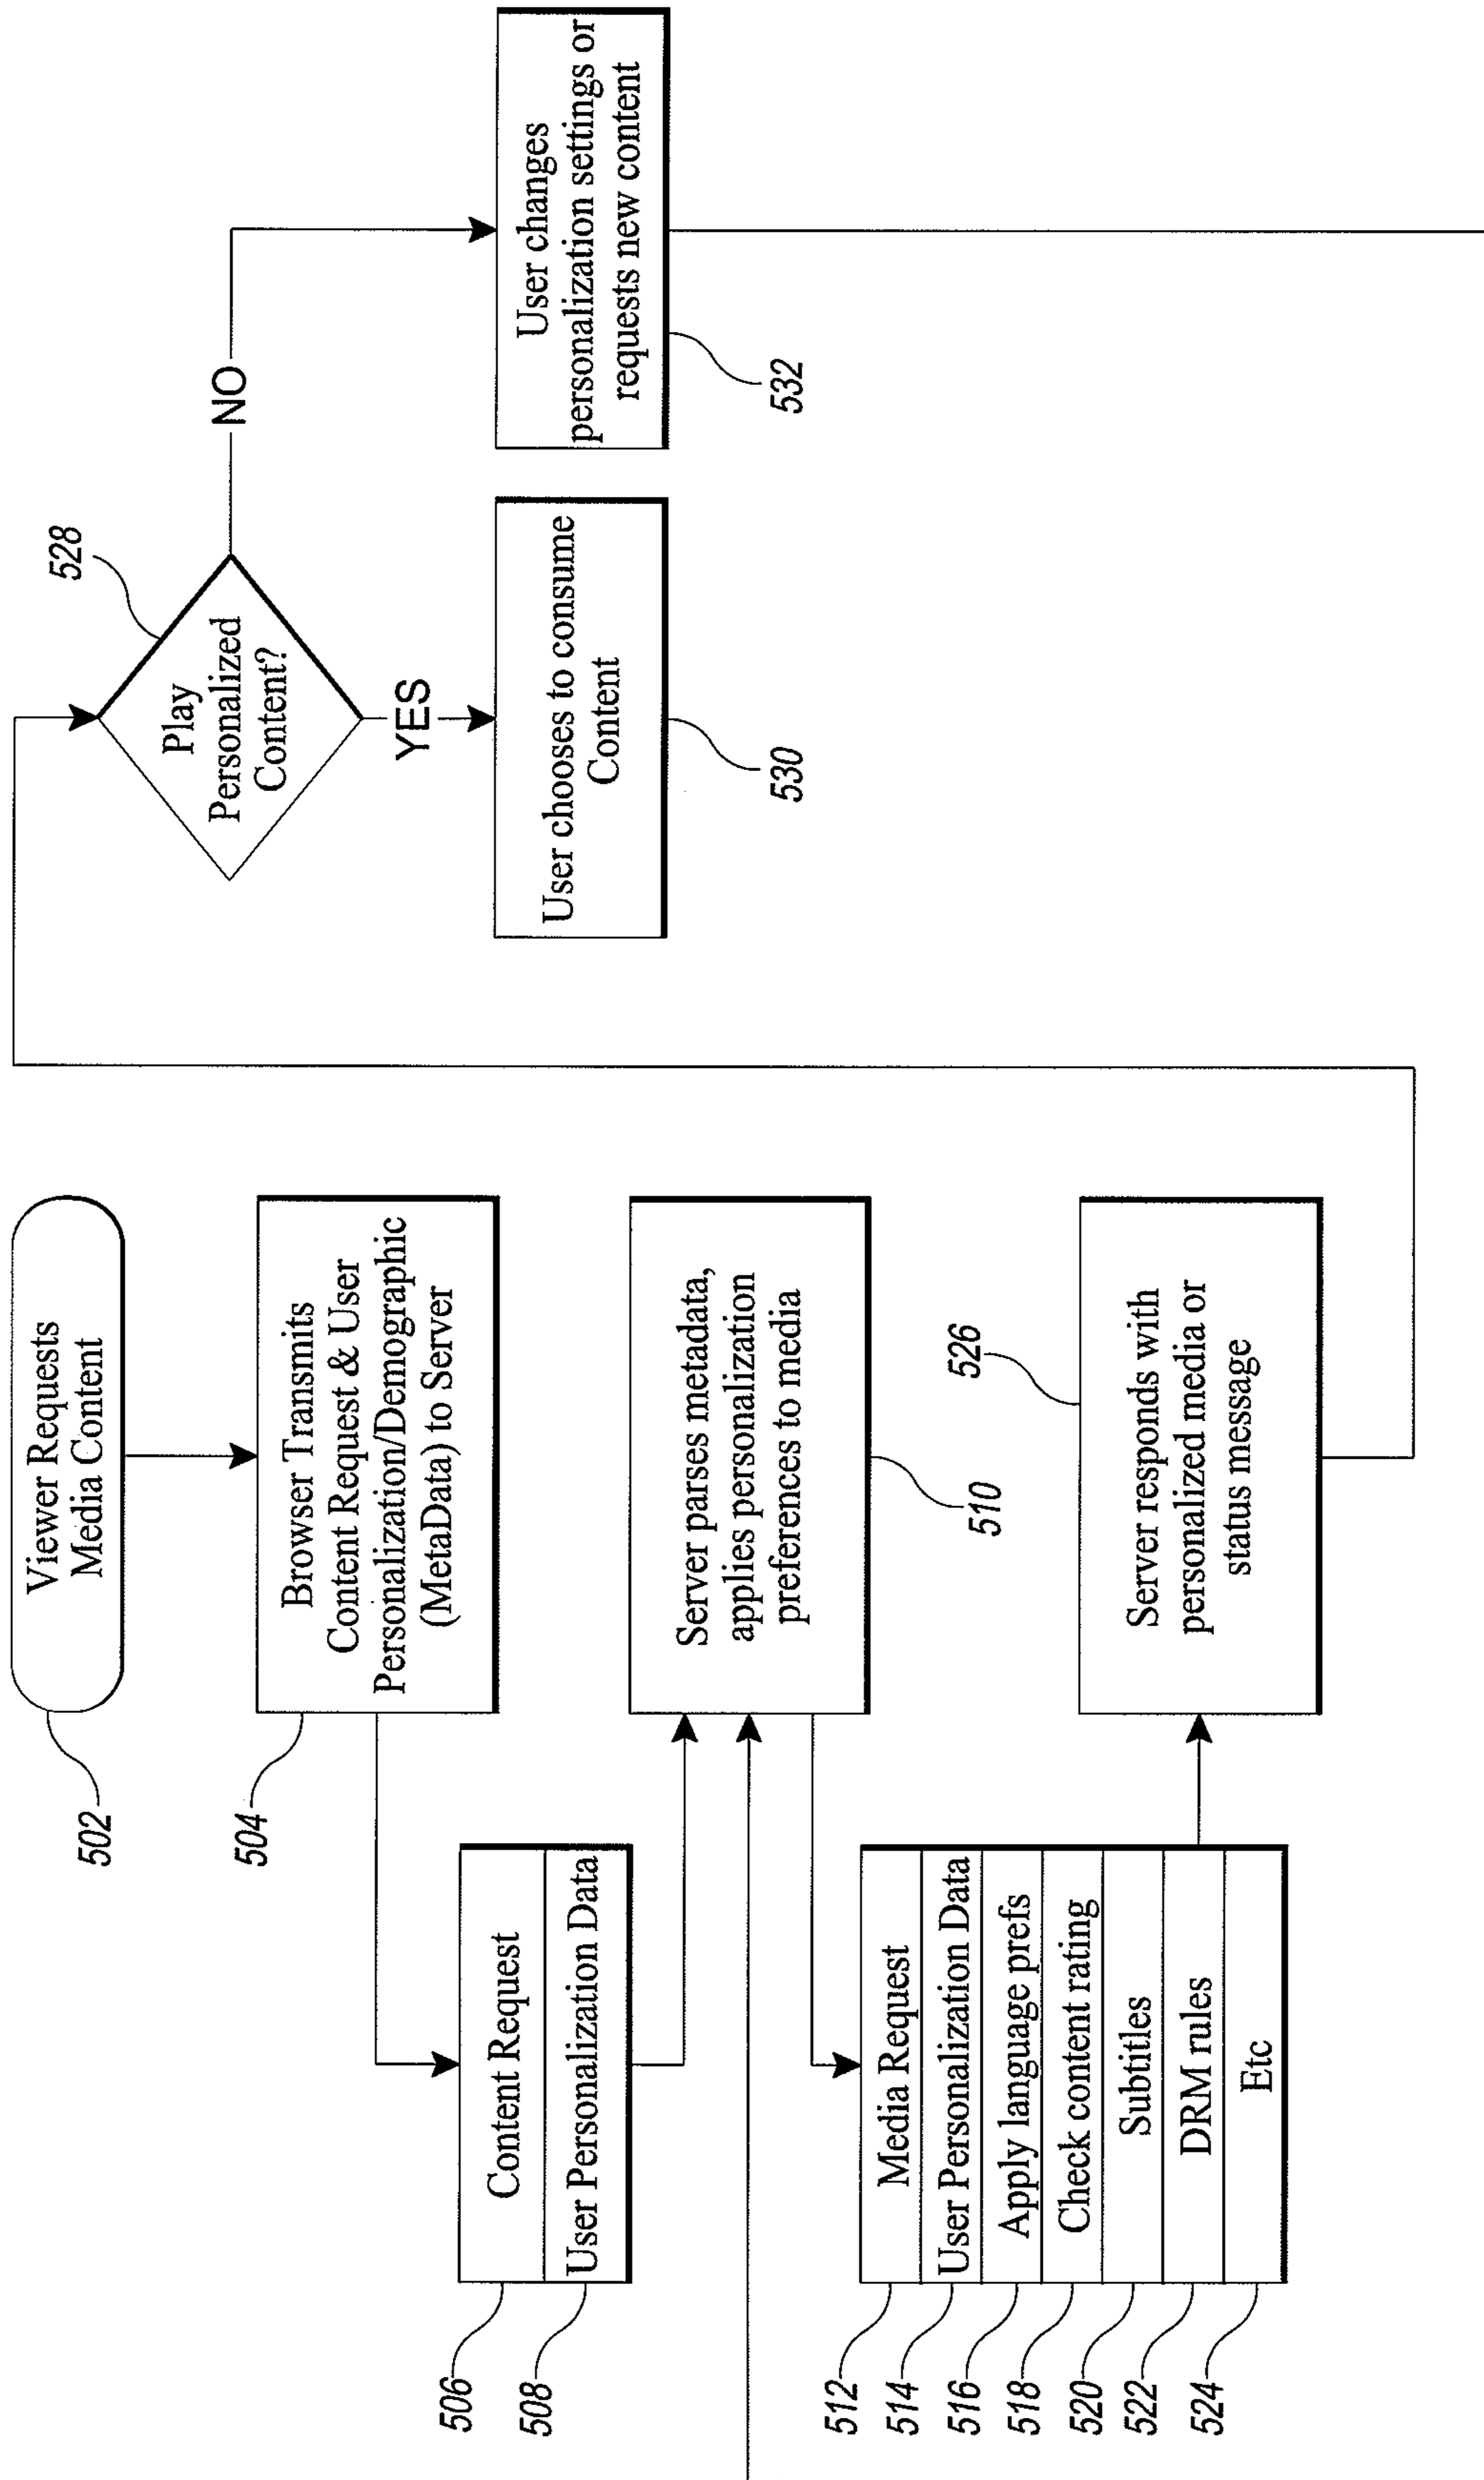 Viewer Requests
Media Content
502
Browser Transmits
Content Request & User
Personalization/Demographic
(MetaData) to Server
504
Content Request
User Personalization Data
506
508
Server parses metadata,
applies personalization
preferences to media
510
Media Request
User Personalization Data
Apply language prefs
Check content rating
Subtitles
DRM rules
Etc
512
514
516
518
520
522
524
Server responds with
personalized media or
status message
526
Play
Personalized
Content?
528
YES
NO
User chooses to consume
Content
530
User changes
personalization settings or
requests new content
532